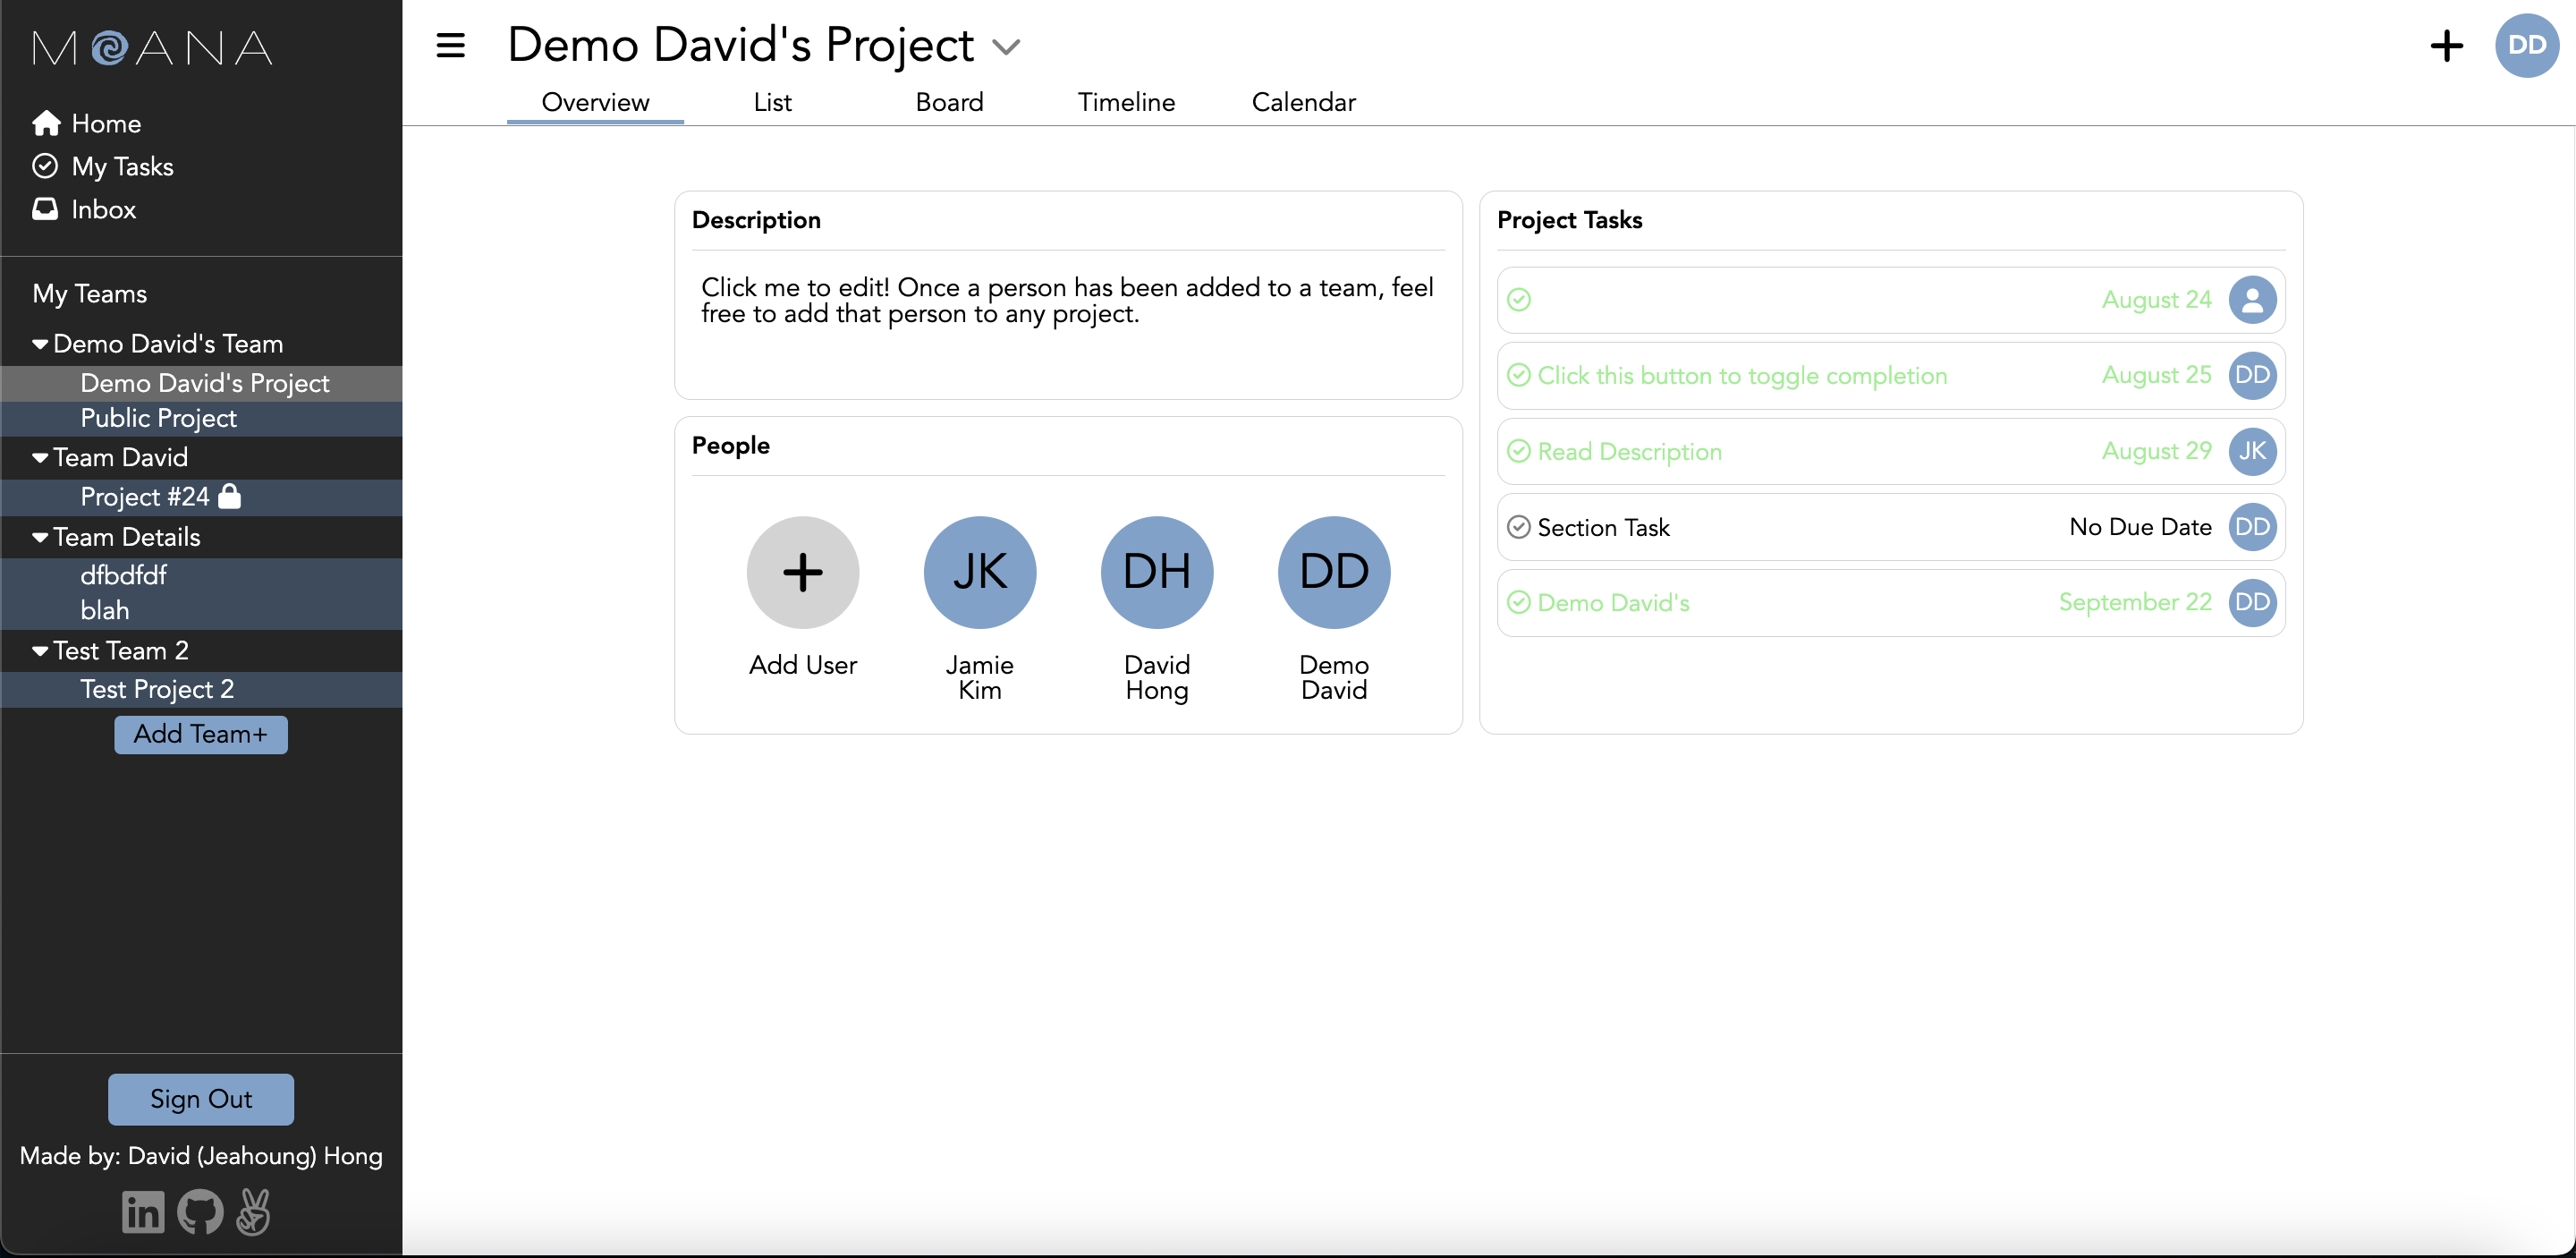 MOANA
Home
My Tasks
Inbox
My Teams
Demo David's Team
Demo David's Project
Public Project
Team David
Project #24
Team Details
dfbdfdf
blah
Test Team 2
Test Project 2
Add Team+
Sign Out
Made by: David (Jeahoung) Hong
in
Demo David's Project
DD
Overview List Board Timeline Calendar
Description
Click me to edit! Once a person has been added to a team, feel
free to add that person to any project.
People
JK DH DD
Add User
Jamie
Kim
David
Hong
Demo
David
Project Tasks
August 24
Click this button to toggle completion August 25 DD
Read Description August 29 JK
Section Task No Due Date DD
Demo David's September 22 DD